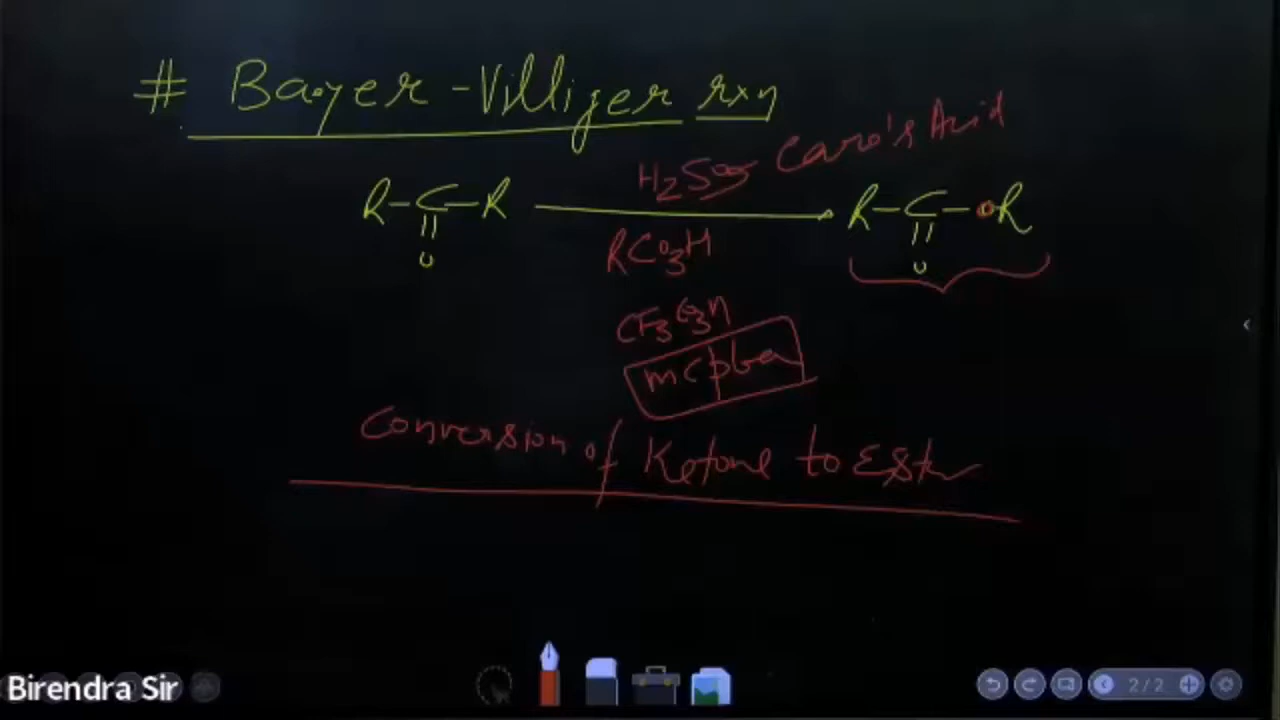 # Bayer-Villiger rxn
H2SO5 Caro's Acid
R-C-R R-C-OR
|| ||
O O
RCO3H
CF3CO3H
mcpba
Conversion of Ketone to Ester
Birendra Sir
2/2